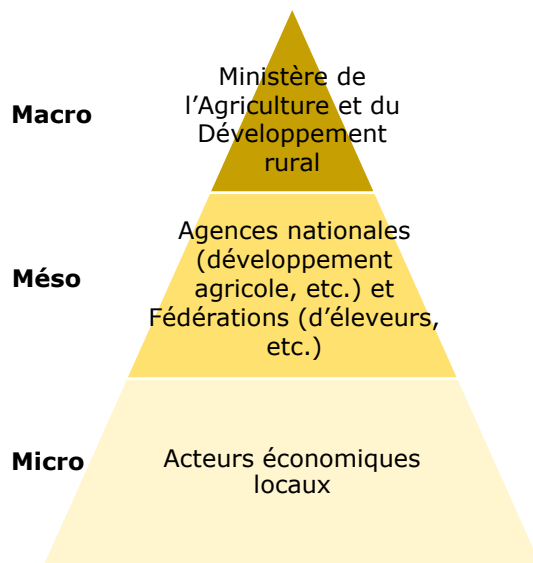 Macro
Ministère de
l’Agriculture et du
Développement
rural
Méso
Agences nationales
(développement
agricole, etc.) et
Fédérations (d’éleveurs,
etc.)
Micro
Acteurs économiques
locaux